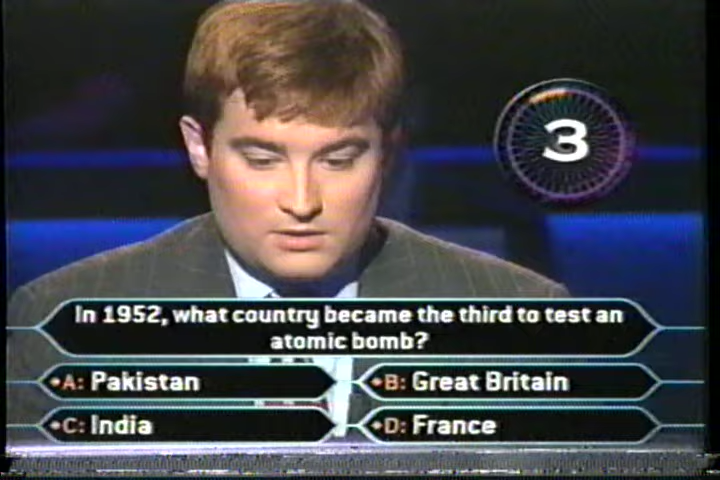 3
In 1952, what country became the third to test an
atomic bomb?
A: Pakistan
B: Great Britain
C: India
D: France